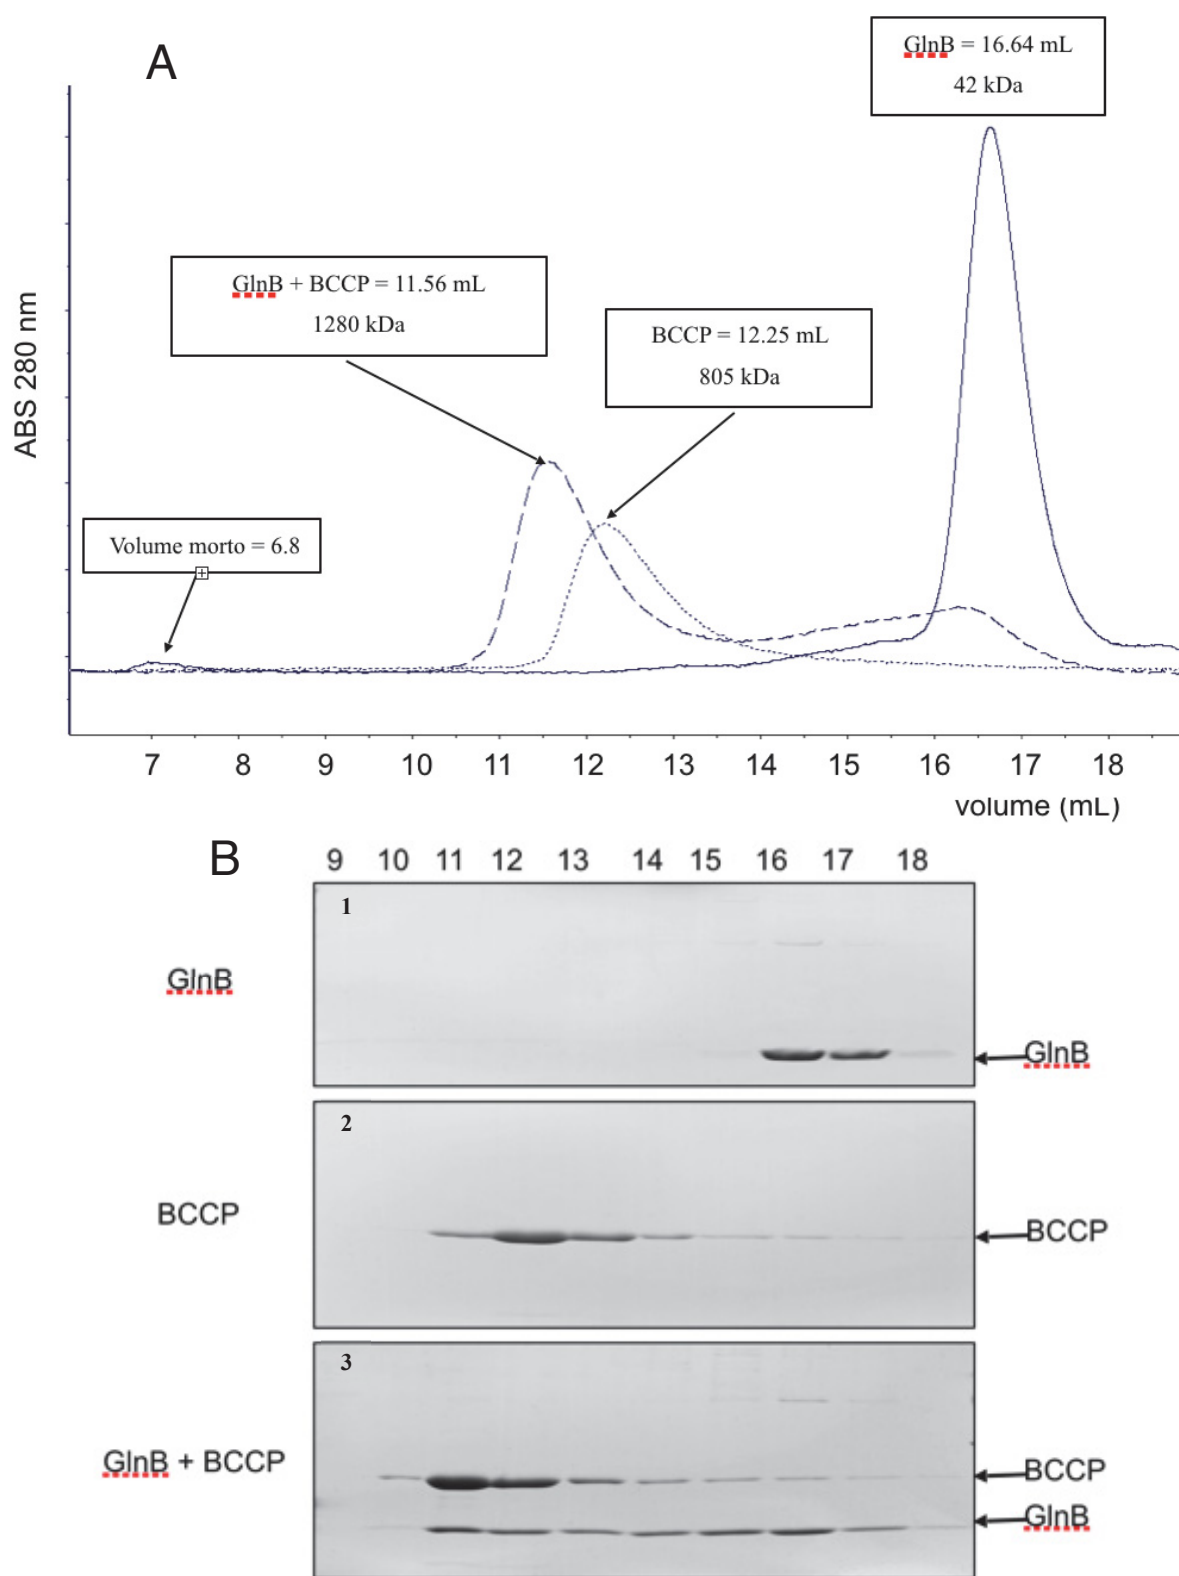 A
GlnB = 16.64 mL
42 kDa
GlnB + BCCP = 11.56 mL
1280 kDa
BCCP = 12.25 mL
805 kDa
Volume morto = 6.8
ABS 280 nm
7 8 9 10 11 12 13 14 15 16 17 18
volume (mL)
B
9 10 11 12 13 14 15 16 17 18
1
GlnB
GlnB
2
BCCP
BCCP
3
GlnB + BCCP
BCCP
GlnB